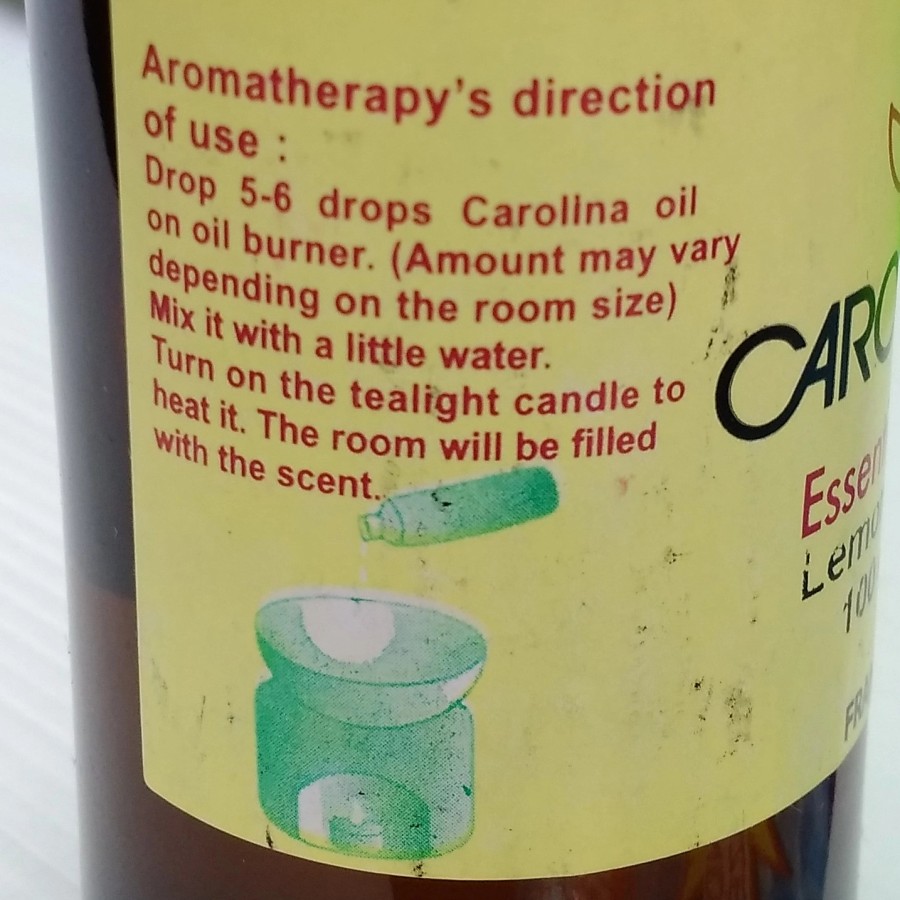 Aromatherapy's direction
of use :
Drop 5-6 drops Carolina oil
on oil burner. (Amount may vary
depending on the room size)
Mix it with a little water.
Turn on the tealight candle to
heat it. The room will be filled
with the scent.
CARO
Essen
Lemo
100
FRA